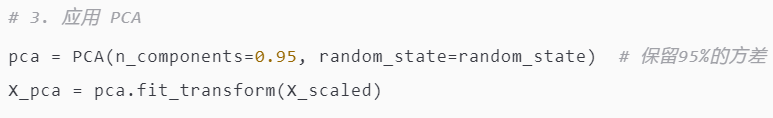 # 3. 应用 PCA
pca = PCA(n_components=0.95, random_state=random_state)  # 保留95%的方差
X_pca = pca.fit_transform(X_scaled)